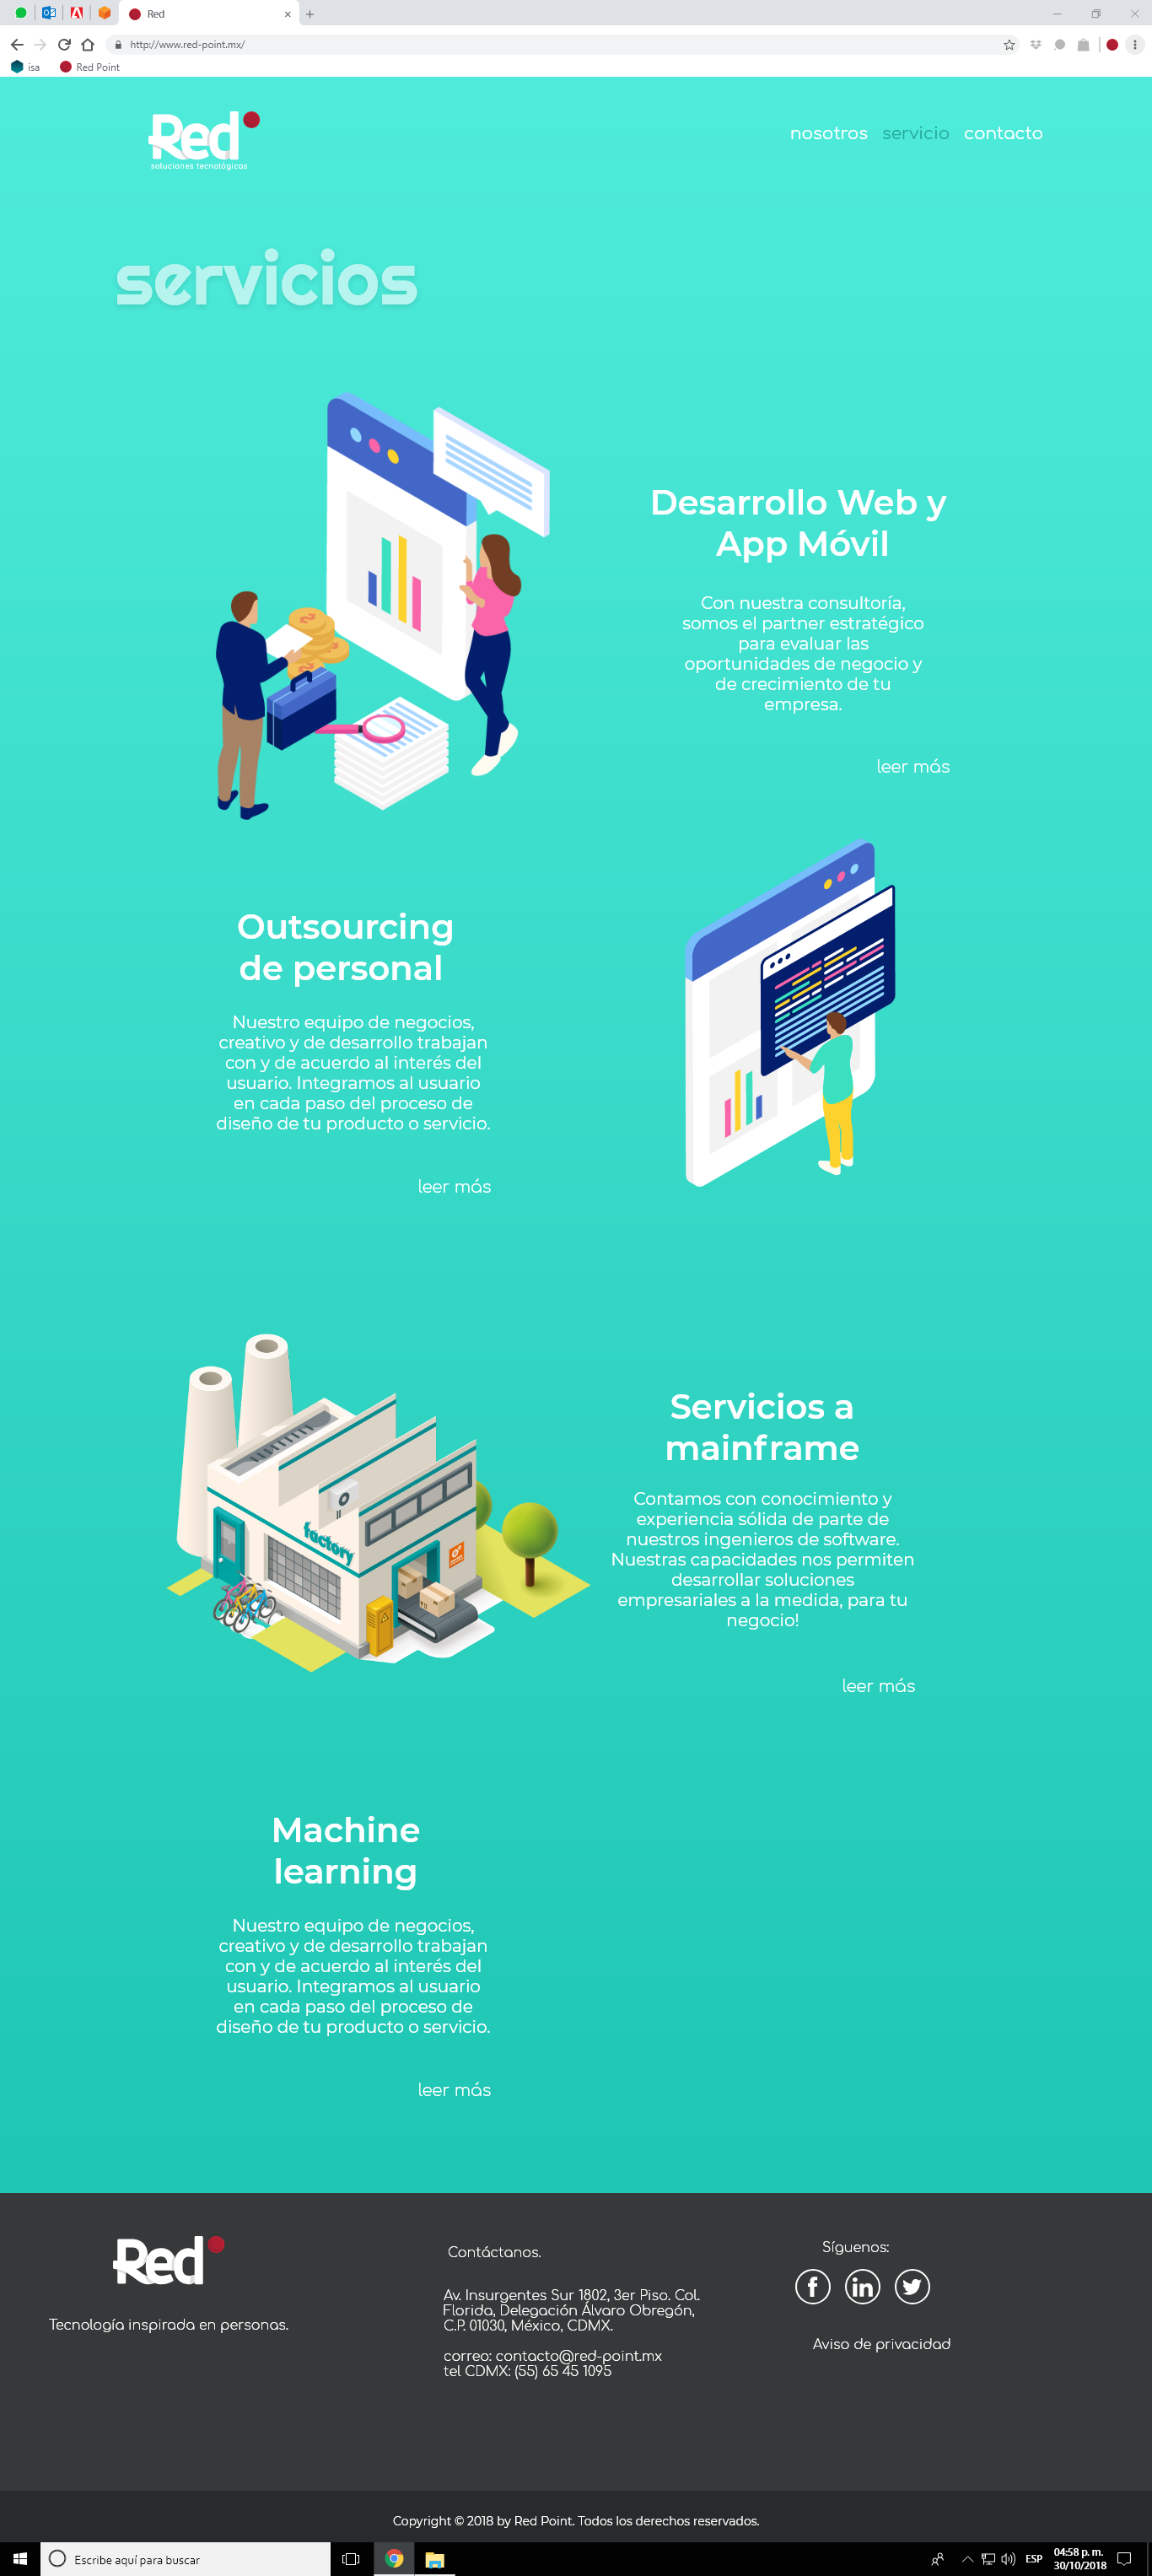 Red
http://www.red-point.mx/
isa
Red Point
Red
soluciones tecnológicas
nosotros servicio contacto
servicios
Desarrollo Web y
App Móvil
Con nuestra consultoría,
somos el partner estratégico
para evaluar las
oportunidades de negocio y
de crecimiento de tu
empresa.
leer más
Outsourcing
de personal
Nuestro equipo de negocios,
creativo y de desarrollo trabajan
con y de acuerdo al interés del
usuario. Integramos al usuario
en cada paso del proceso de
diseño de tu producto o servicio.
leer más
factory
Servicios a
mainframe
Contamos con conocimiento y
experiencia sólida de parte de
nuestros ingenieros de software.
Nuestras capacidades nos permiten
desarrollar soluciones
empresariales a la medida, para tu
negocio!
leer más
Machine
learning
Nuestro equipo de negocios,
creativo y de desarrollo trabajan
con y de acuerdo al interés del
usuario. Integramos al usuario
en cada paso del proceso de
diseño de tu producto o servicio.
leer más
Red
Tecnología inspirada en personas.
Contáctanos.
Av. Insurgentes Sur 1802, 3er Piso. Col.
Florida, Delegación Álvaro Obregón,
C.P. 01030, México, CDMX.
correo: contacto@red-point.mx
tel CDMX: (55) 65 45 1095
Síguenos:
Aviso de privacidad
Copyright © 2018 by Red Point. Todos los derechos reservados.
Escribe aquí para buscar
ESP
04:58 p. m.
30/10/2018